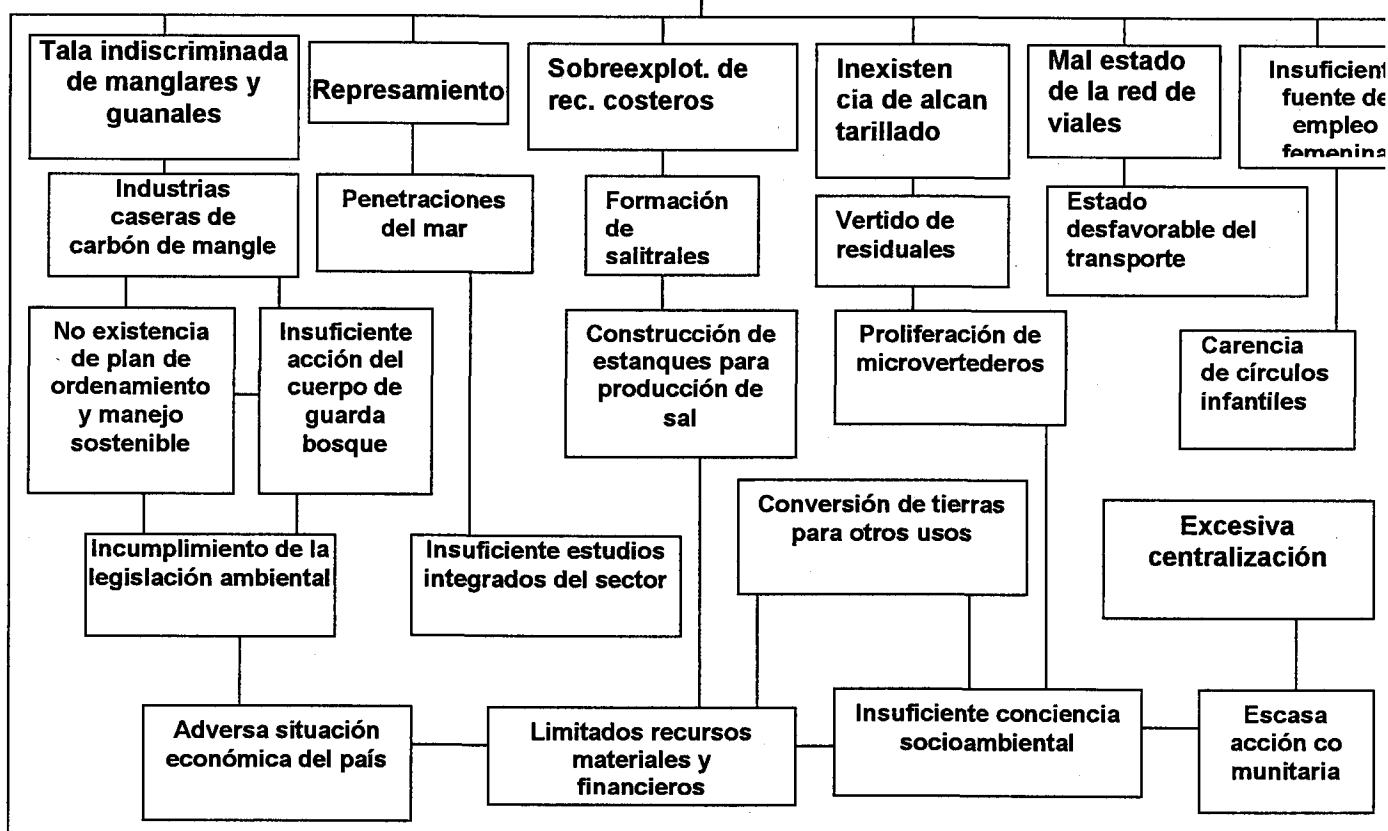 Tala indiscriminada
de manglares y
guanales
Represamiento
Sobreexplot. de
rec. costeros
Inexisten
cia de alcan
tarillado
Mal estado
de la red de
viales
Insuficient
fuente de
empleo
femenina
Industrias
caseras de
carbón de mangle
Penetraciones
del mar
Formación
de
salitrales
Vertido de
residuales
Estado
desfavorable del
transporte
No existencia
de plan de
ordenamiento
y manejo
sostenible
Insuficiente
acción del
cuerpo de
guarda
bosque
Construcción de
estanques para
producción de
sal
Proliferación de
microvertederos
Carencia
de círculos
infantiles
Incumplimiento de la
legislación ambiental
Insuficiente estudios
integrados del sector
Conversión de tierras
para otros usos
Excesiva
centralización
Adversa situación
económica del país
Limitados recursos
materiales y
financieros
Insuficiente conciencia
socioambiental
Escasa
acción co
munitaria